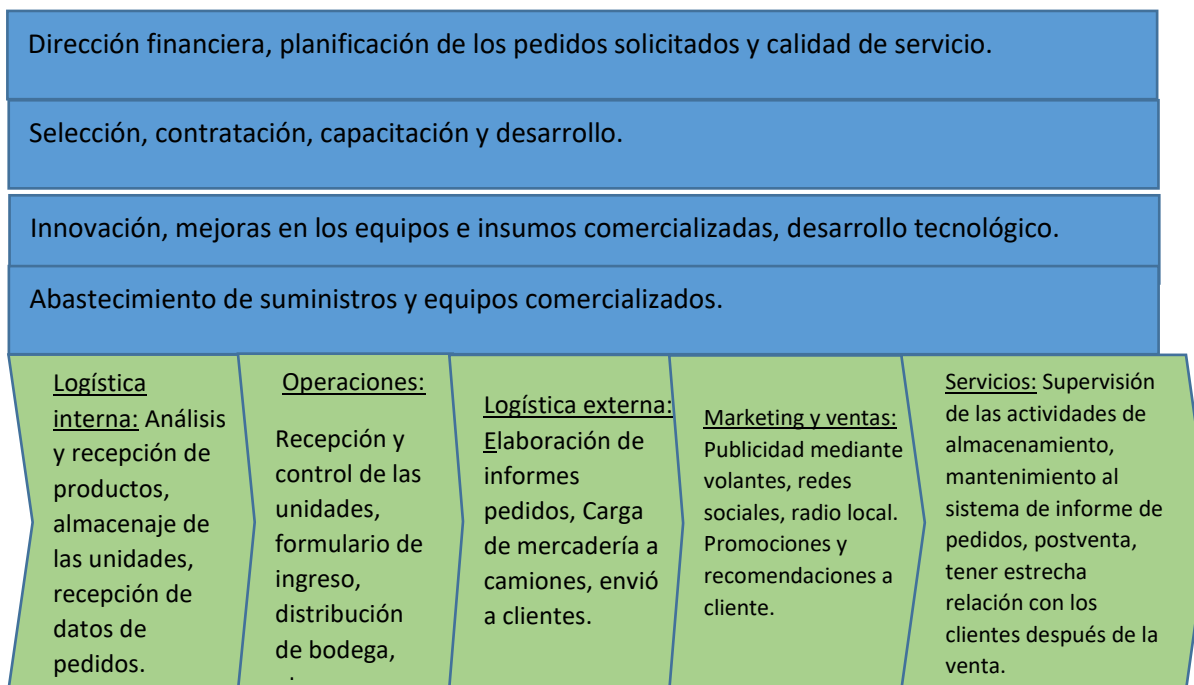 Dirección financiera, planificación de los pedidos solicitados y calidad de servicio.
Selección, contratación, capacitación y desarrollo.
Innovación, mejoras en los equipos e insumos comercializadas, desarrollo tecnológico.
Abastecimiento de suministros y equipos comercializados.
Logística
interna: Análisis
y recepción de
productos,
almacenaje de
las unidades,
recepción de
datos de
pedidos.
Operaciones:
Recepción y
control de las
unidades,
formulario de
ingreso,
distribución
de bodega,
Logística externa:
Elaboración de
informes
pedidos, Carga
de mercadería a
camiones, envió
a clientes.
Marketing y ventas:
Publicidad mediante
volantes, redes
sociales, radio local.
Promociones y
recomendaciones a
cliente.
Servicios: Supervisión
de las actividades de
almacenamiento,
mantenimiento al
sistema de informe de
pedidos, postventa,
tener estrecha
relación con los
clientes después de la
venta.